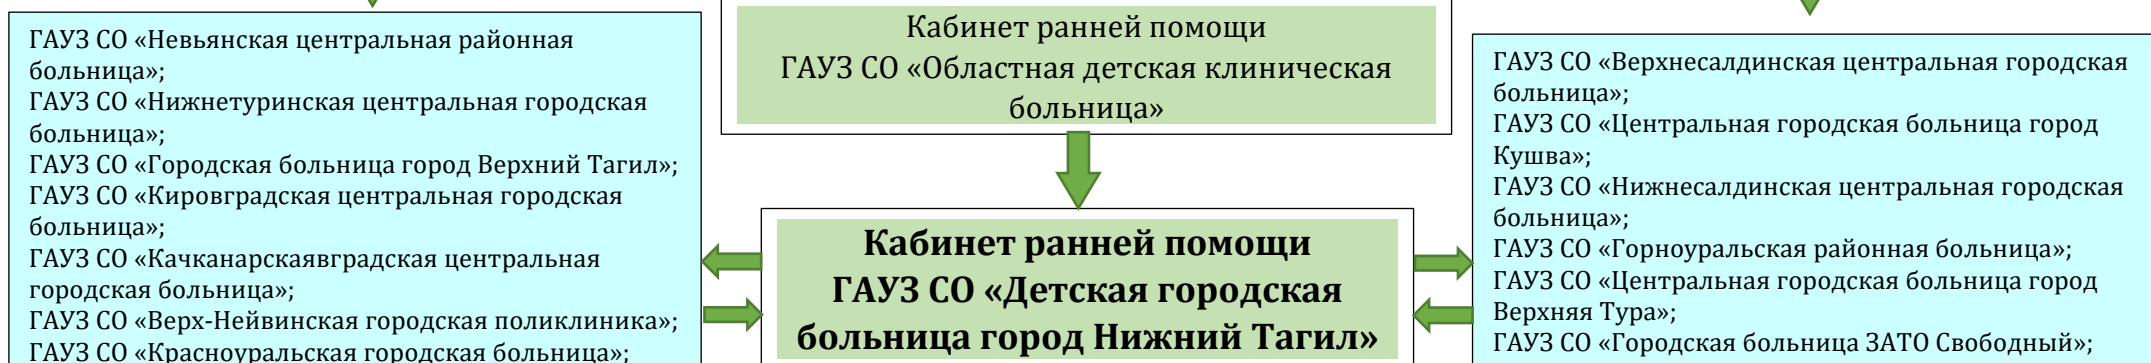 ГАУЗ СО «Невьянская центральная районная
больница»;
ГАУЗ СО «Нижнетуринская центральная городская
больница»;
ГАУЗ СО «Городская больница город Верхний Тагил»;
ГАУЗ СО «Кировградская центральная городская
больница»;
ГАУЗ СО «Качканарскаявградская центральная
городская больница»;
ГАУЗ СО «Верх-Нейвинская городская поликлиника»;
ГАУЗ СО «Красноуральская городская больница»;
Кабинет ранней помощи
ГАУЗ СО «Областная детская клиническая
больница»
Кабинет ранней помощи
ГАУЗ СО «Детская городская
больница город Нижний Тагил»
ГАУЗ СО «Верхнесалдинская центральная городская
больница»;
ГАУЗ СО «Центральная городская больница город
Кушва»;
ГАУЗ СО «Нижнесалдинская центральная городская
больница»;
ГАУЗ СО «Горноуральская районная больница»;
ГАУЗ СО «Центральная городская больница город
Верхняя Тура»;
ГАУЗ СО «Городская больница ЗАТО Свободный»;